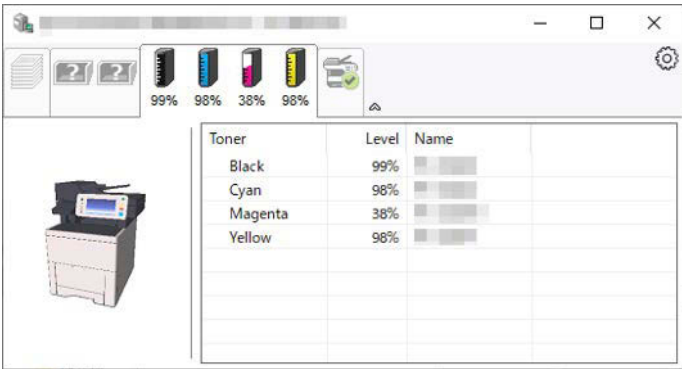 ? ?
99% 98% 38% 98%
Toner Level Name
Black 99%
Cyan 98%
Magenta 38%
Yellow 98%